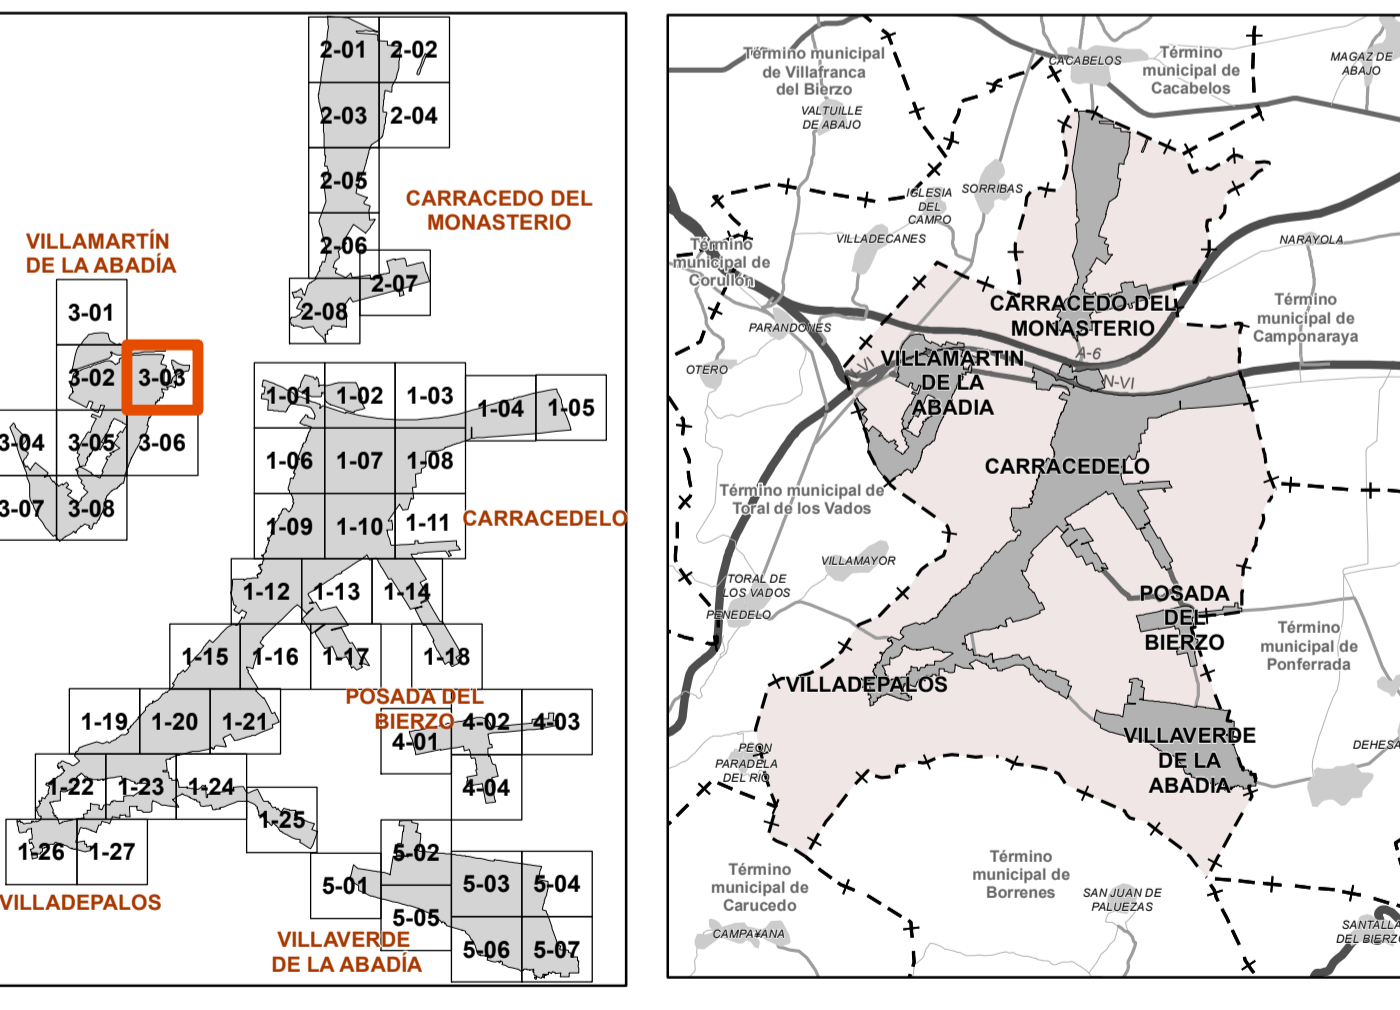 2-01
2-02
2-03
2-04
2-05
2-06
2-07
2-08
CARRACEDO DEL
MONASTERIO
VILLAMARTÍN
DE LA ABADÍA
3-01
3-02
3-03
3-04
3-05
3-06
3-07
3-08
1-01
1-02
1-03
1-04
1-05
1-06
1-07
1-08
1-09
1-10
1-11
CARRACEDELO
1-12
1-13
1-14
1-15
1-16
1-17
1-18
POSADA DEL
BIERZO
1-19
1-20
1-21
4-01
4-02
4-03
4-04
1-22
1-23
1-24
1-25
1-26
1-27
VILLADEPALOS
5-01
5-02
5-03
5-04
5-05
5-06
5-07
VILLAVERDE
DE LA ABADÍA
Término municipal
de Villafranca
del Bierzo
CACABELOS
Término
municipal de
Cacabelos
MAGAZ DE
ABAJO
VALTUILLE
DE ABAJO
IGLESIA
DEL
CAMPO
SORRIBAS
VILLADECANES
NARAYOLA
Término
municipal de
Corullón
CARRACEDO DEL
MONASTERIO
Término
municipal de
Camponaraya
PARANDONES
A-6
N-VI
N-VI
OTERO
VILLAMARTIN
DE LA
ABADIA
CARRACEDELO
Término municipal de
Toral de los Vados
VILLAMAYOR
TORAL DE
LOS VADOS
PENEDELO
POSADA
DEL
BIERZO
Término
municipal de
Ponferrada
VILLADEPALOS
VILLAVERDE
DE LA
ABADIA
PEON
PARADELA
DEL RIO
DEHESA
Término
municipal de
Carucedo
Término
municipal de
Borrenes
SAN JUAN DE
PALUEZAS
CAMPA¥ANA
SANTALLA
DEL BIERZO